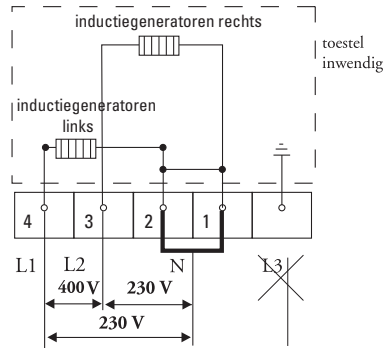 inductiegeneratoren rechts
toestel
inwendig
inductiegeneratoren
links
4 3 2 1
L1 L2 N L3
400 V 230 V
230 V